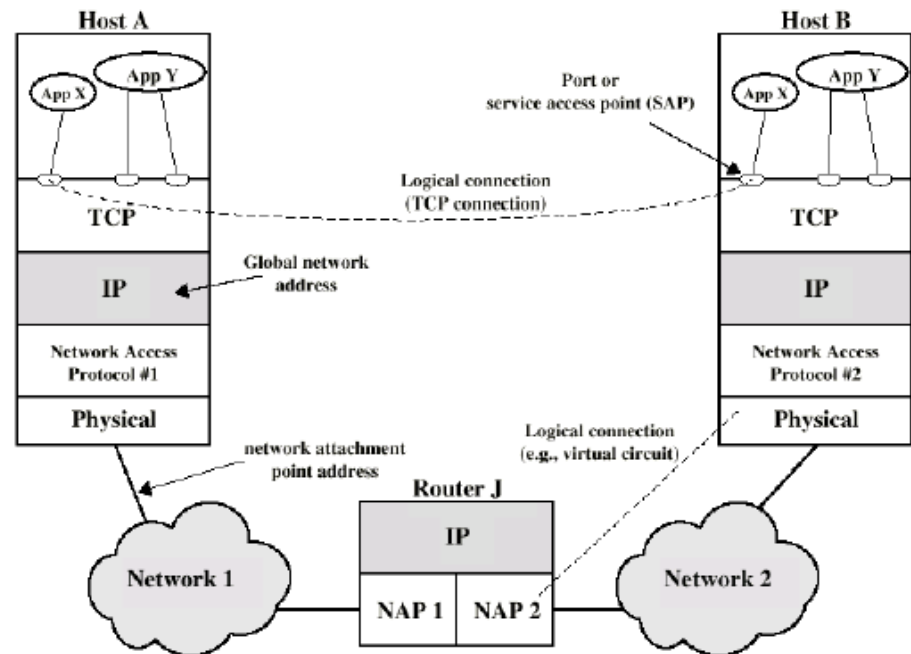 Host A
Host B
App X
App Y
Port or
service access point (SAP)
App X
App Y
Logical connection
(TCP connection)
TCP
TCP
Global network
address
IP
IP
Network Access
Protocol #1
Network Access
Protocol #2
Physical
Physical
Logical connection
(e.g., virtual circuit)
network attachment
point address
Router J
IP
Network 1
NAP 1
NAP 2
Network 2